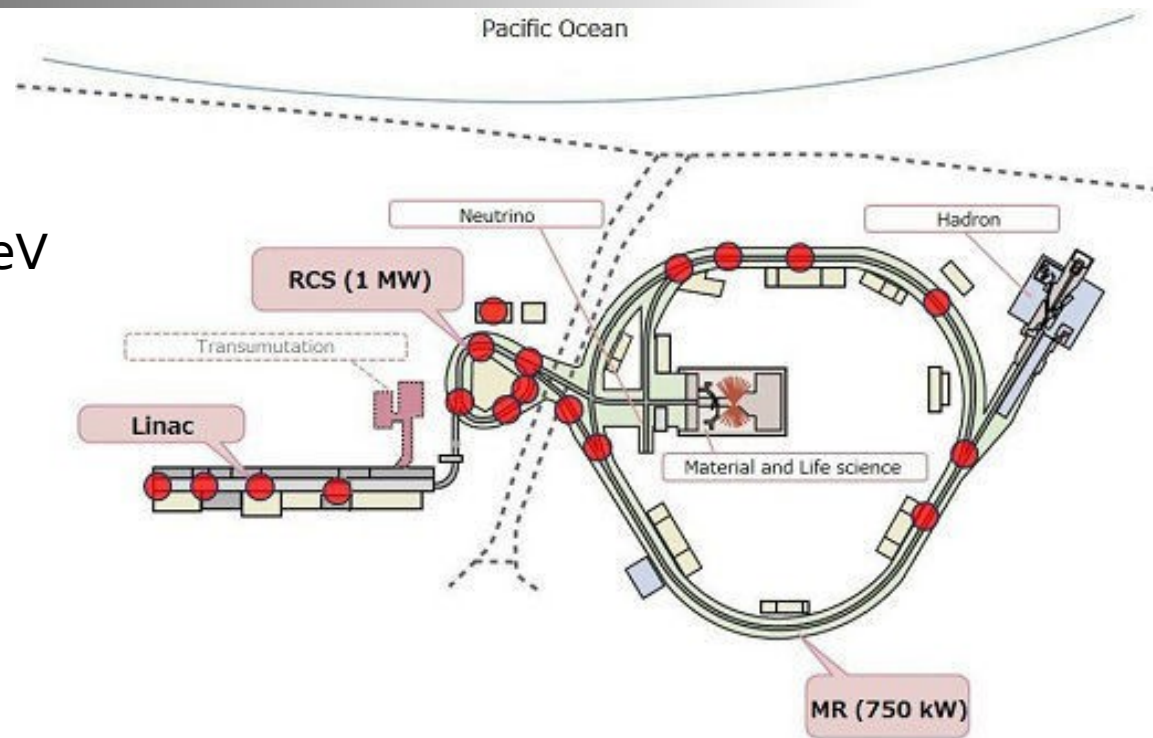 Pacific Ocean
Neutrino
Hadron
eV
RCS (1 MW)
Transumutation
Linac
Material and Life science
MR (750 kW)